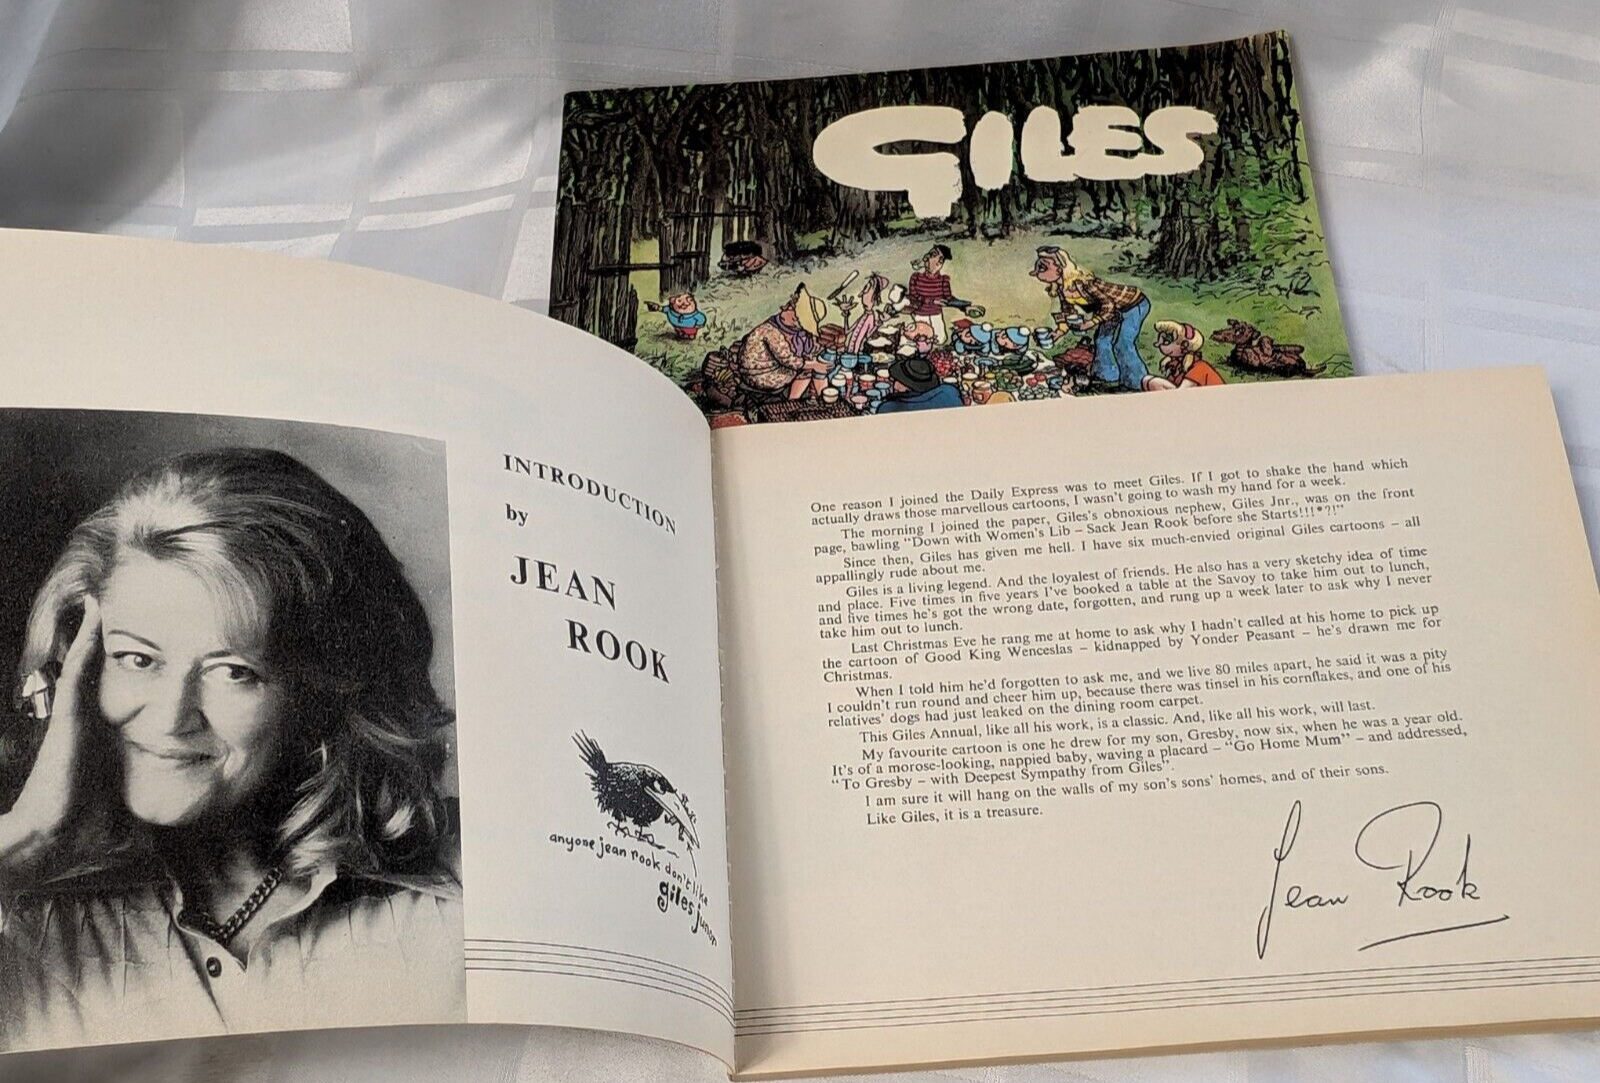 GILES
INTRODUCTION
by
JEAN
ROOK
anyone jean rook don't like
giles junor
One reason I joined the Daily Express was to meet Giles. If I got to shake the hand which
actually draws those marvellous cartoons, I wasn't going to wash my hand for a week.
The morning I joined the paper, Giles's obnoxious nephew, Giles Jnr., was on the front
page, bawling "Down with Women's Lib – Sack Jean Rook before she Starts!!!*?!"
Since then, Giles has given me hell. I have six much-envied original Giles cartoons – all
appallingly rude about me.
Giles is a living legend. And the loyalest of friends. He also has a very sketchy idea of time
and place. Five times in five years I've booked a table at the Savoy to take him out to lunch,
and five times he's got the wrong date, forgotten, and rung up a week later to ask why I never
take him out to lunch.
Last Christmas Eve he rang me at home to ask why I hadn't called at his home to pick up
the cartoon of Good King Wenceslas – kidnapped by Yonder Peasant – he's drawn me for
Christmas.
When I told him he'd forgotten to ask me, and we live 80 miles apart, he said it was a pity
I couldn't run round and cheer him up, because there was tinsel in his cornflakes, and one of his
relatives' dogs had just leaked on the dining room carpet.
This Giles Annual, like all his work, is a classic. And, like all his work, will last.
My favourite cartoon is one he drew for my son, Gresby, now six, when he was a year old.
It's of a morose-looking, nappied baby, waving a placard – "Go Home Mum" – and addressed,
"To Gresby – with Deepest Sympathy from Giles".
I am sure it will hang on the walls of my son's sons' homes, and of their sons.
Like Giles, it is a treasure.
Jean Rook